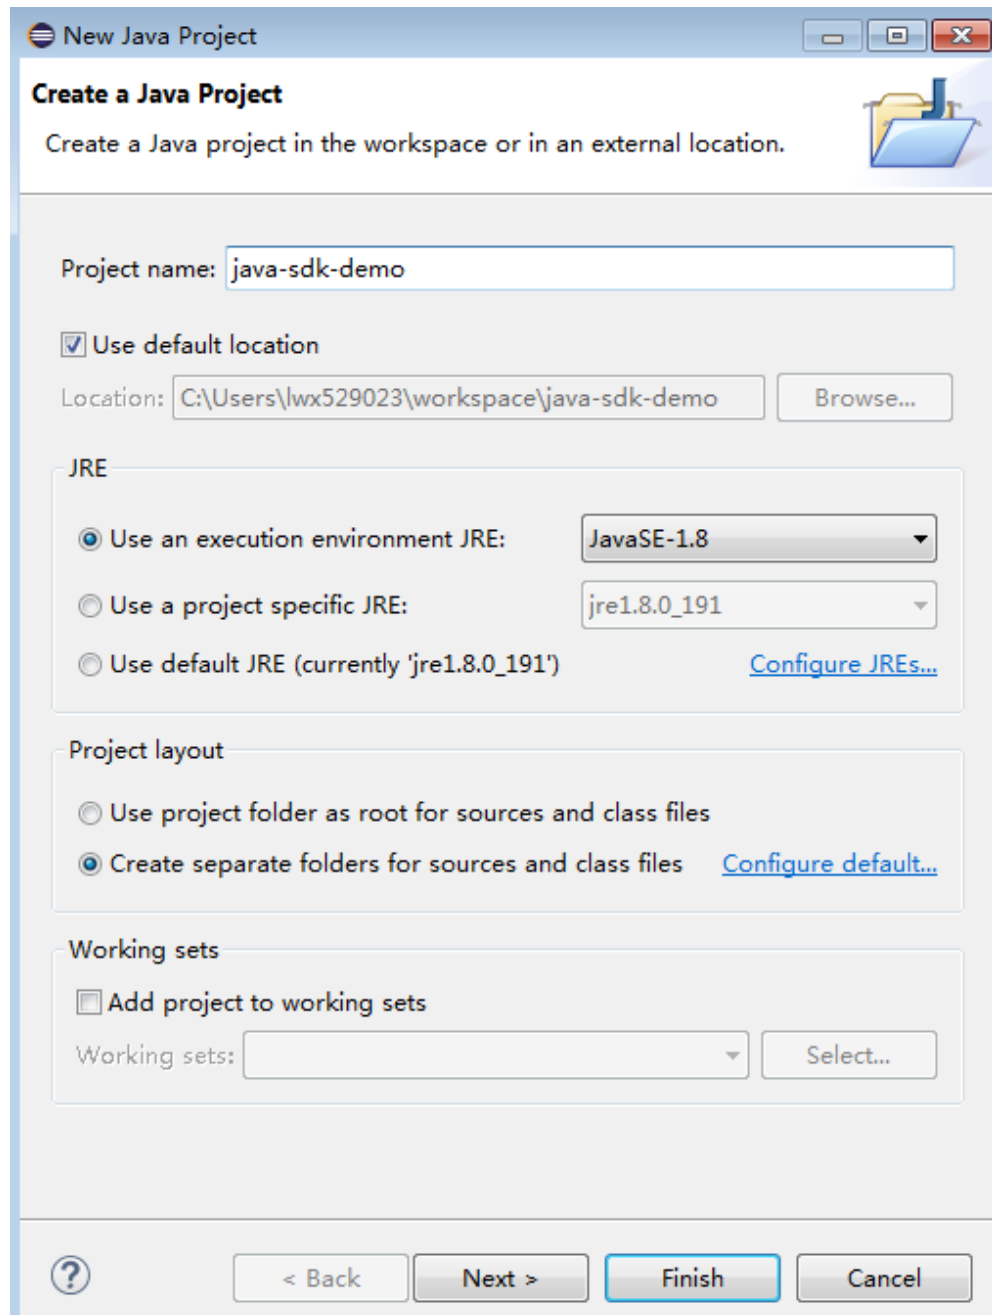 New Java Project
Create a Java Project
Create a Java project in the workspace or in an external location.
Project name: java-sdk-demo
Use default location
Location: C:\Users\lwx529023\workspace\java-sdk-demo Browse...
JRE
Use an execution environment JRE: JavaSE-1.8
Use a project specific JRE: jre1.8.0_191
Use default JRE (currently 'jre1.8.0_191') Configure JREs...
Project layout
Use project folder as root for sources and class files
Create separate folders for sources and class files Configure default...
Working sets
Add project to working sets
Working sets: Select...
? < Back Next > Finish Cancel